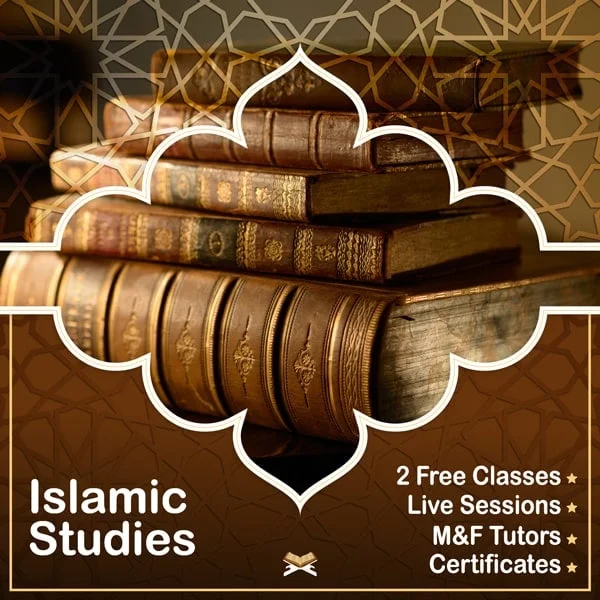 Islamic
Studies
2 Free Classes
Live Sessions
M&F Tutors
Certificates